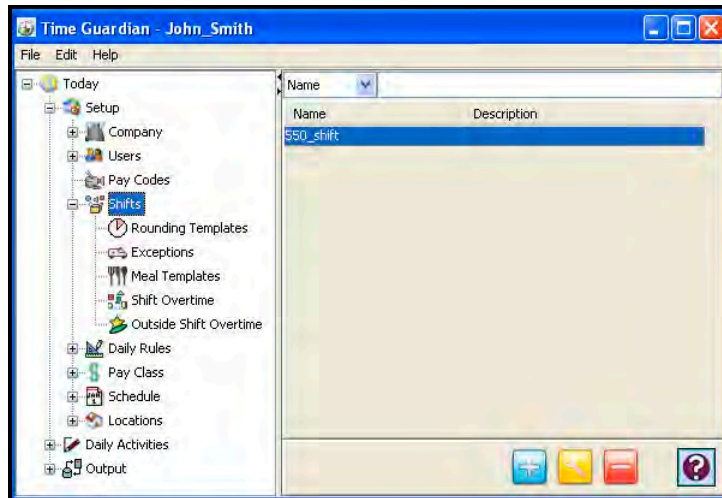 Time Guardian - John_Smith
File Edit Help
Today
Setup
Company
Users
Pay Codes
Shifts
Rounding Templates
Exceptions
Meal Templates
Shift Overtime
Outside Shift Overtime
Daily Rules
Pay Class
Schedule
Locations
Daily Activities
Output
Name
Name Description
550_shift